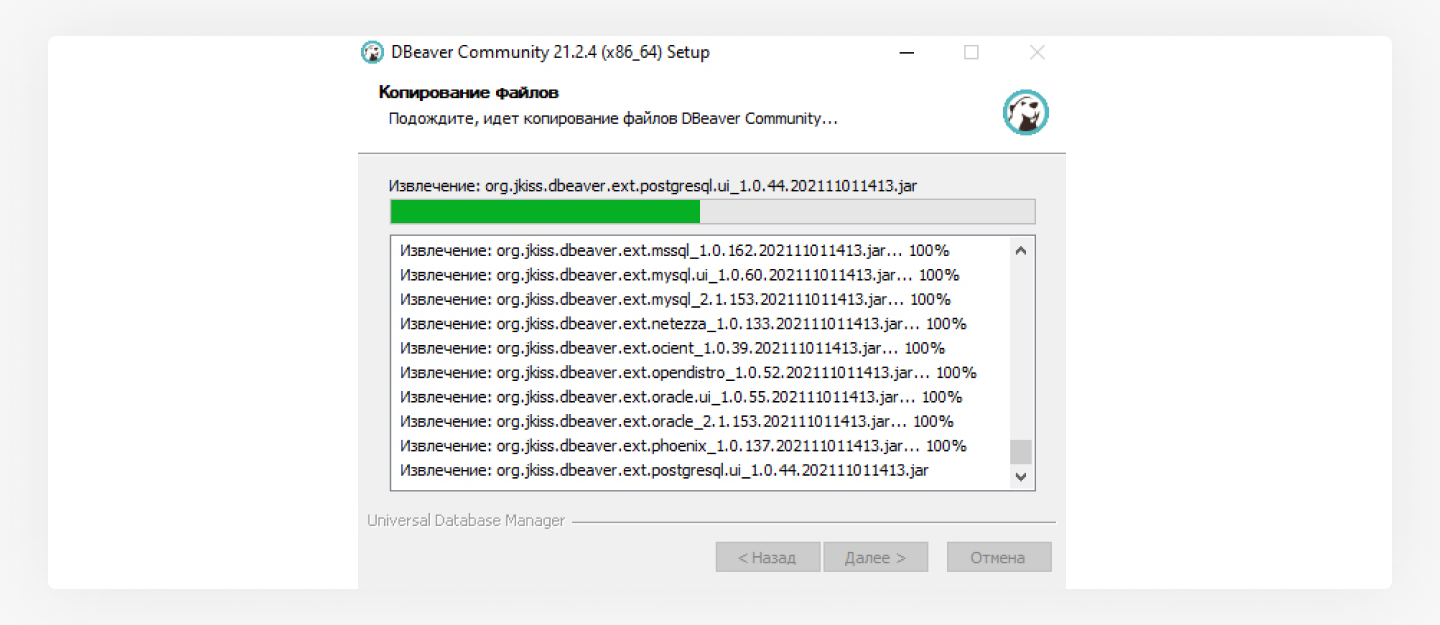 DBeaver Community 21.2.4 (x86_64) Setup
Копирование файлов
Подождите, идет копирование файлов DBeaver Community...
Извлечение: org.jkiss.dbeaver.ext.postgresql.ui_1.0.44.202111011413.jar
Извлечение: org.jkiss.dbeaver.ext.mssql_1.0.162.202111011413.jar... 100%
Извлечение: org.jkiss.dbeaver.ext.mysql.ui_1.0.60.202111011413.jar... 100%
Извлечение: org.jkiss.dbeaver.ext.mysql_2.1.153.202111011413.jar... 100%
Извлечение: org.jkiss.dbeaver.ext.netezza_1.0.133.202111011413.jar... 100%
Извлечение: org.jkiss.dbeaver.ext.ocient_1.0.39.202111011413.jar... 100%
Извлечение: org.jkiss.dbeaver.ext.opendistro_1.0.52.202111011413.jar... 100%
Извлечение: org.jkiss.dbeaver.ext.oracle.ui_1.0.55.202111011413.jar... 100%
Извлечение: org.jkiss.dbeaver.ext.oracle_2.1.153.202111011413.jar... 100%
Извлечение: org.jkiss.dbeaver.ext.phoenix_1.0.137.202111011413.jar... 100%
Извлечение: org.jkiss.dbeaver.ext.postgresql.ui_1.0.44.202111011413.jar
Universal Database Manager
< Назад Далее > Отмена